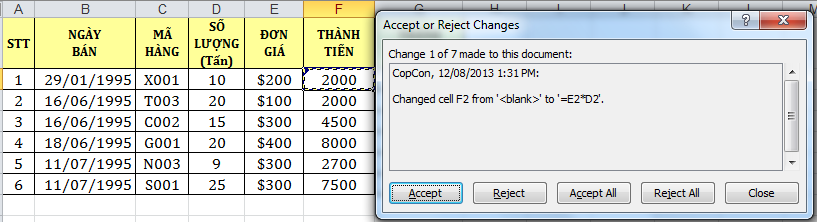 A B C D E F
STT NGÀY BÁN MÃ HÀNG SỐ LƯỢNG (Tấn) ĐƠN GIÁ THÀNH TIỀN
1 29/01/1995 X001 10 $200 2000
2 16/06/1995 T003 20 $100 2000
3 16/06/1995 C002 15 $300 4500
4 18/06/1995 G001 20 $400 8000
5 11/07/1995 N003 9 $300 2700
6 11/07/1995 S001 25 $300 7500
Accept or Reject Changes
Change 1 of 7 made to this document:
CopCon, 12/08/2013 1:31 PM:
Changed cell F2 from '<blank>' to '=E2*D2'.
Accept Reject Accept All Reject All Close